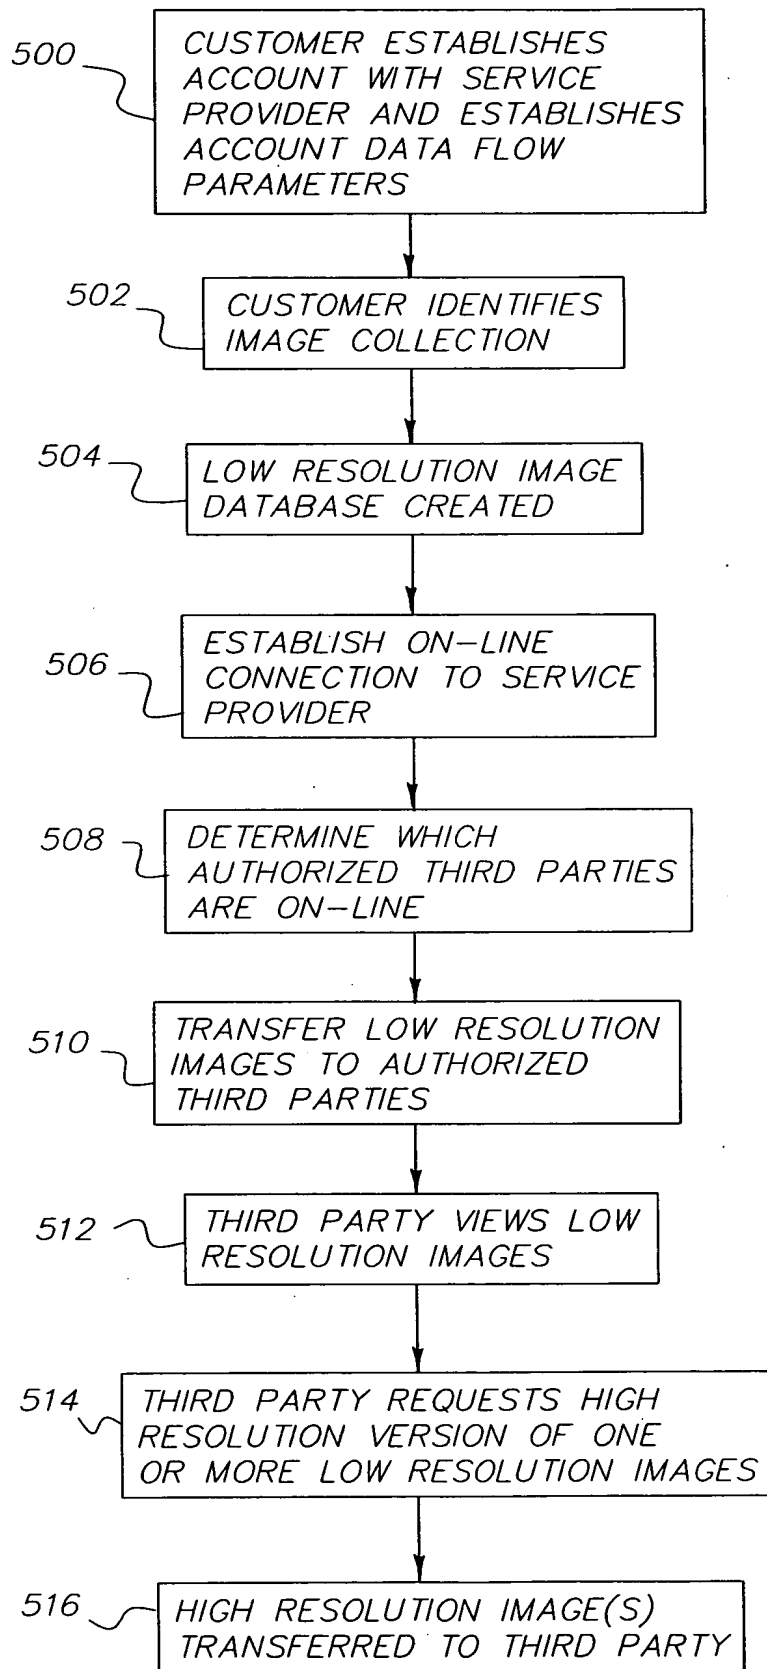 500
CUSTOMER ESTABLISHES
ACCOUNT WITH SERVICE
PROVIDER AND ESTABLISHES
ACCOUNT DATA FLOW
PARAMETERS
502
CUSTOMER IDENTIFIES
IMAGE COLLECTION
504
LOW RESOLUTION IMAGE
DATABASE CREATED
506
ESTABLISH ON-LINE
CONNECTION TO SERVICE
PROVIDER
508
DETERMINE WHICH
AUTHORIZED THIRD PARTIES
ARE ON-LINE
510
TRANSFER LOW RESOLUTION
IMAGES TO AUTHORIZED
THIRD PARTIES
512
THIRD PARTY VIEWS LOW
RESOLUTION IMAGES
514
THIRD PARTY REQUESTS HIGH
RESOLUTION VERSION OF ONE
OR MORE LOW RESOLUTION IMAGES
516
HIGH RESOLUTION IMAGE(S)
TRANSFERRED TO THIRD PARTY